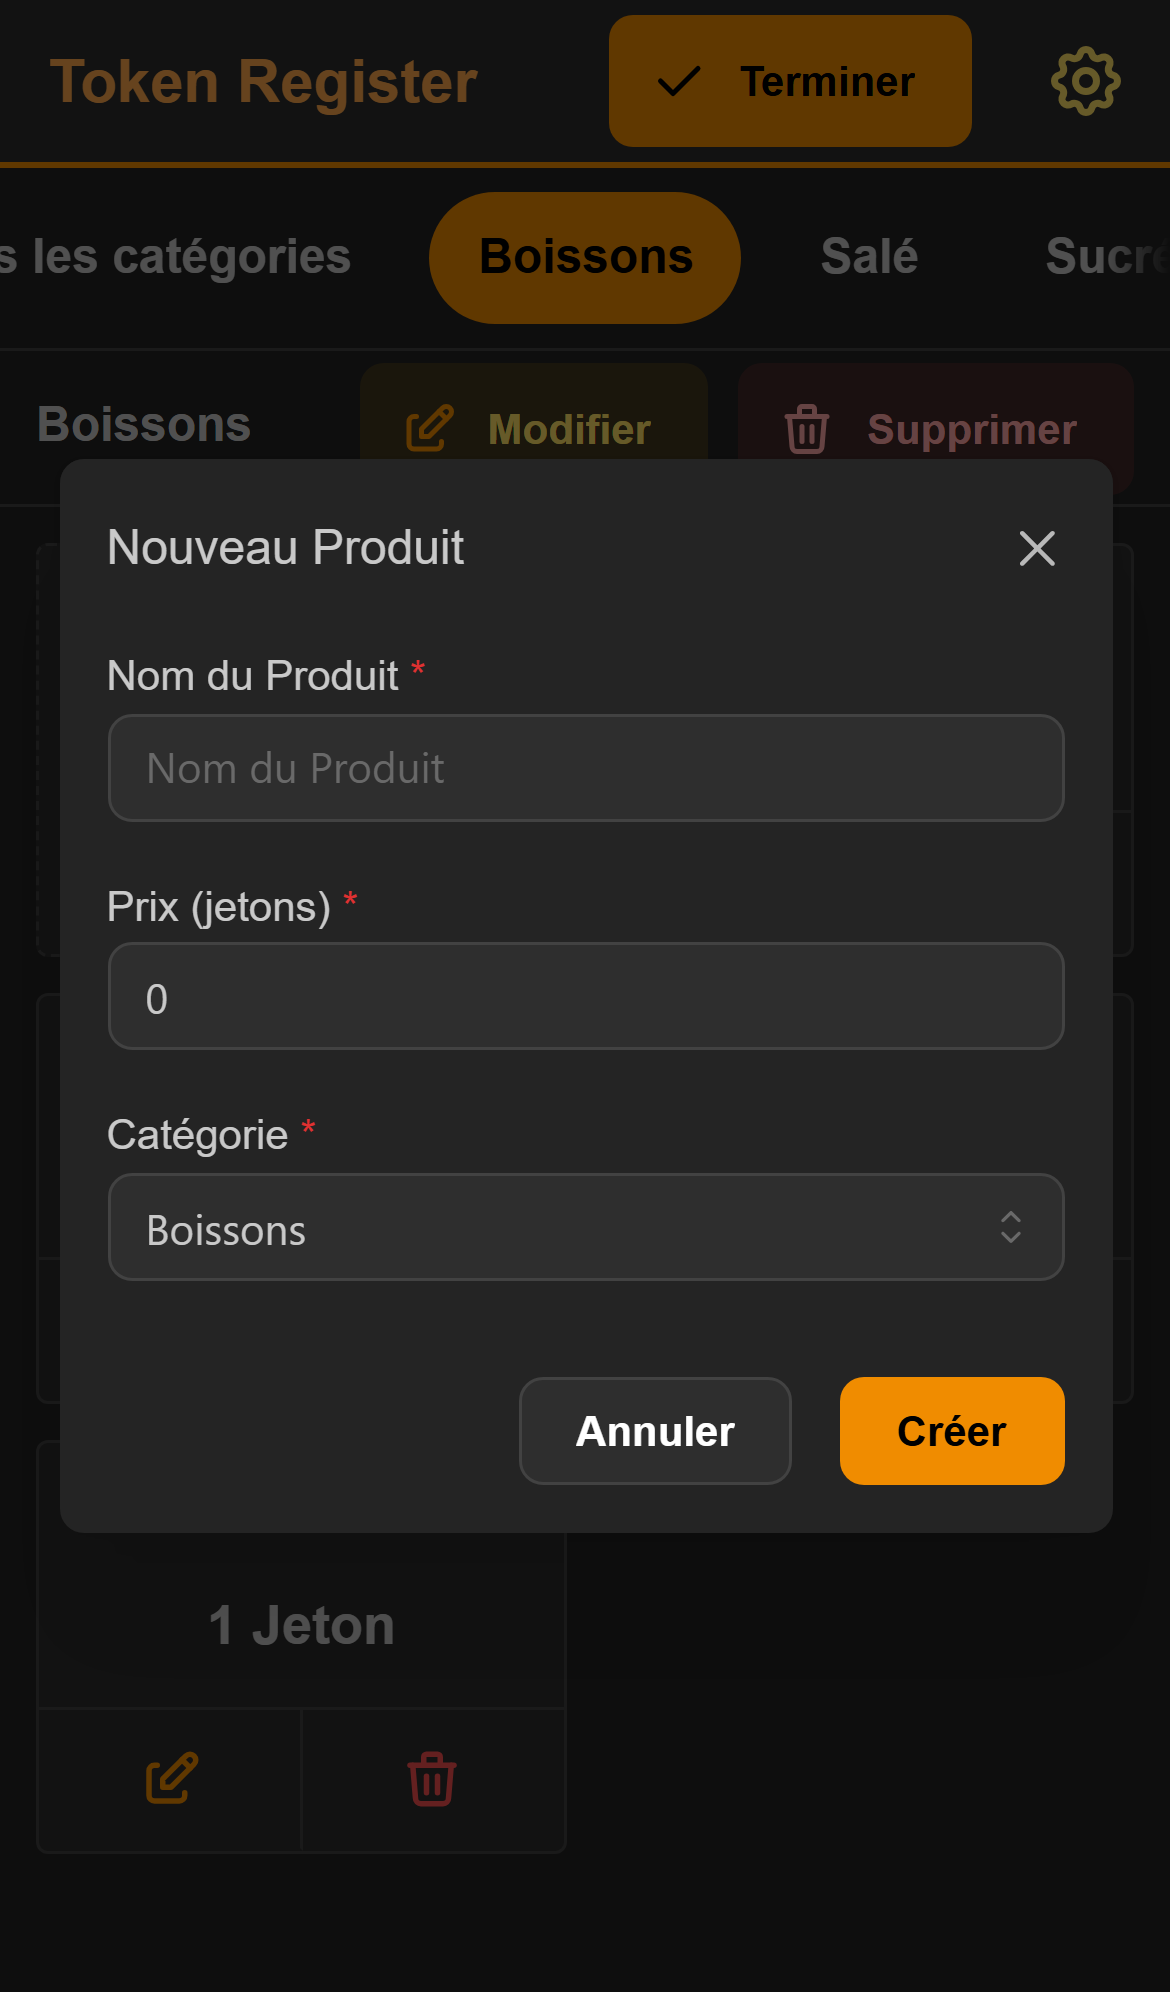 Token Register
Terminer
s les catégories
Boissons
Salé
Sucré
Boissons
Modifier
Supprimer
Nouveau Produit
Nom du Produit *
Nom du Produit
Prix (jetons) *
0
Catégorie *
Boissons
Annuler
Créer
1 Jeton